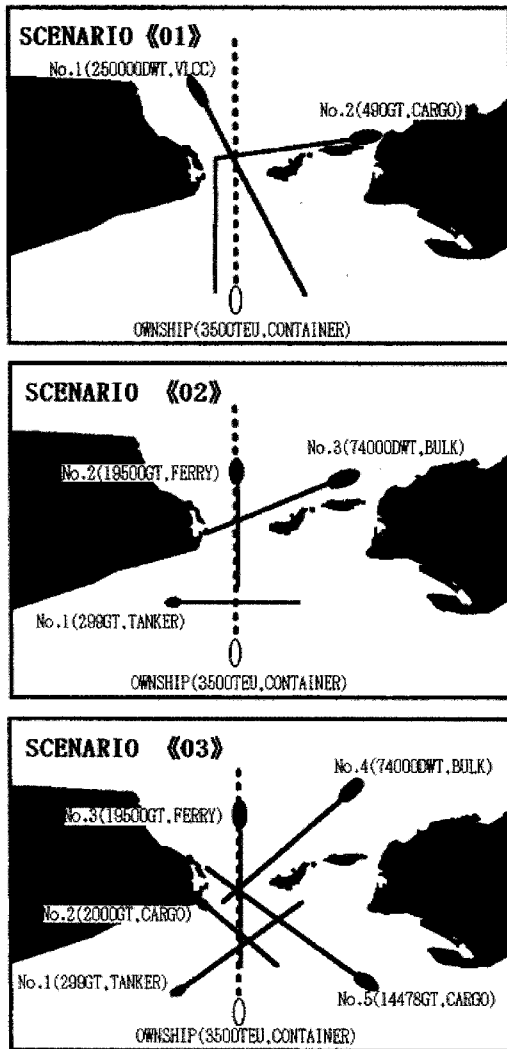 SCENARIO 《01》
No.1(250000DWT,VLCC)
No.2(490GT,CARGO)
OWNSHIP(3500TEU,CONTAINER)
SCENARIO 《02》
No.3(74000DWT,BULK)
No.2(19500GT,FERRY)
No.1(299GT,TANKER)
OWNSHIP(3500TEU,CONTAINER)
SCENARIO 《03》
No.4(74000DWT,BULK)
No.3(19500GT,FERRY)
No.2(2000GT,CARGO)
No.1(299GT,TANKER)
No.5(14478GT,CARGO)
OWNSHIP(3500TEU,CONTAINER)